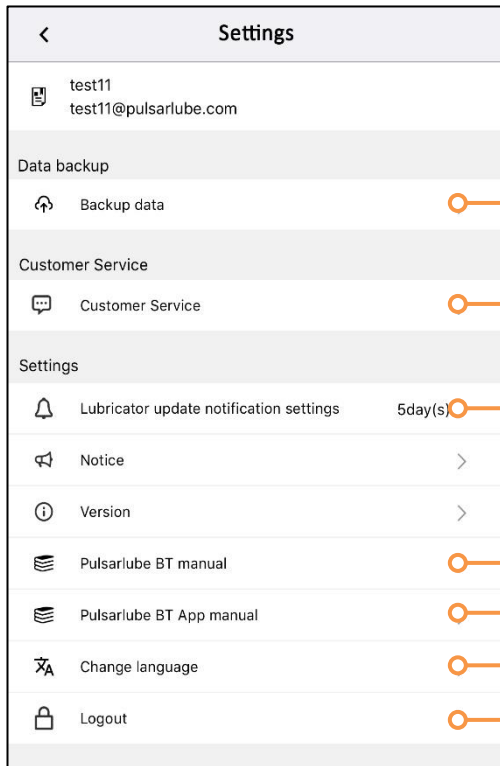 Settings
test11
test11@pulsarlube.com
Data backup
Backup data
Customer Service
Customer Service
Settings
Lubricator update notification settings 5day(s)
Notice
Version
Pulsarlube BT manual
Pulsarlube BT App manual
Change language
Logout